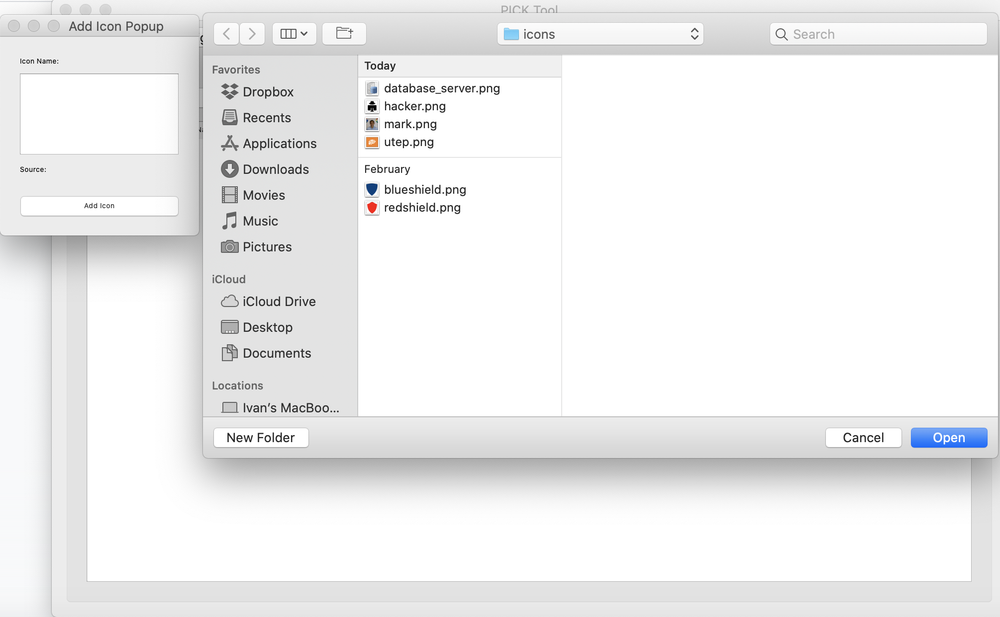 PICK Tool
Add Icon Popup
Icon Name:
Source:
Add Icon
icons
Search
Favorites
Dropbox
Recents
Applications
Downloads
Movies
Music
Pictures
iCloud
iCloud Drive
Desktop
Documents
Locations
Ivan’s MacBoo...
Today
database_server.png
hacker.png
mark.png
utep.png
February
blueshield.png
redshield.png
New Folder
Cancel
Open